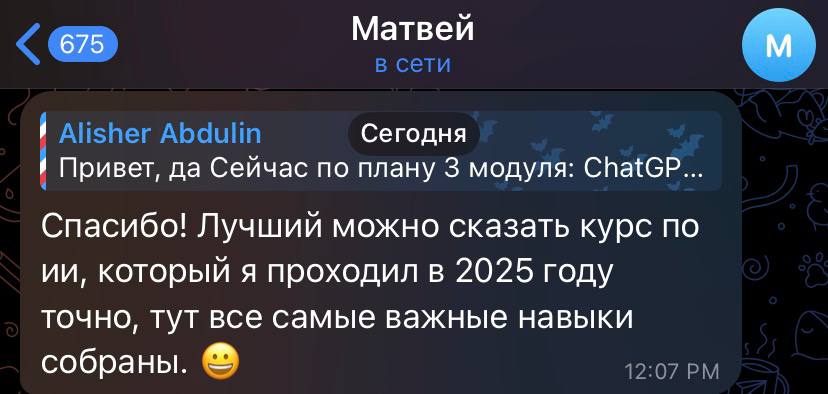 675
Матвей
в сети
М
Alisher Abdulin
Сегодня
Привет, да Сейчас по плану 3 модуля: ChatGP...
Спасибо! Лучший можно сказать курс по
ии, который я проходил в 2025 году
точно, тут все самые важные навыки
собраны. 😀
12:07 PM